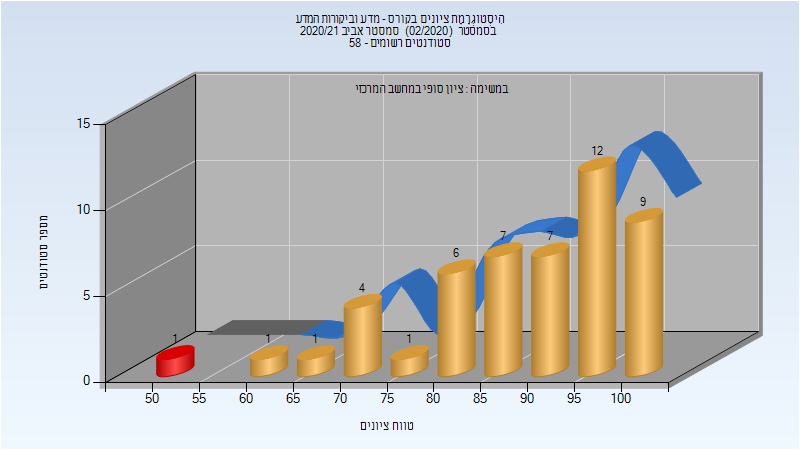 היסטוגרמת ציונים בקורס - מדע וביקורות המדע
בסמסטר (02/2020) סמסטר אביב 2020/21
סטודנטים רשומים - 58
במשימה : ציון סופי במחשב המרכזי
15
10
5
0
מספר סטודנטים
1
1
1
4
1
6
7
7
12
9
50 55 60 65 70 75 80 85 90 95 100
טווח ציונים